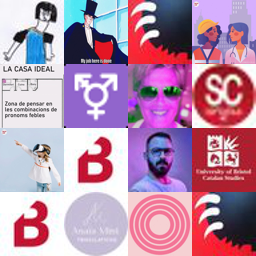 My job here is done
LA CASA IDEAL
Zona de pensar en
les combinacions de
pronoms febles
SC
B
University of Bristol
Catalan Studies
B